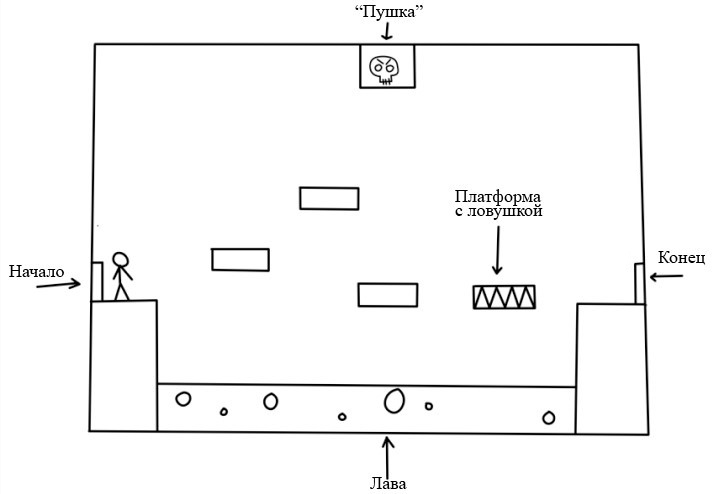 “Пушка”
Платформа
с ловушкой
Начало
Конец
Лава